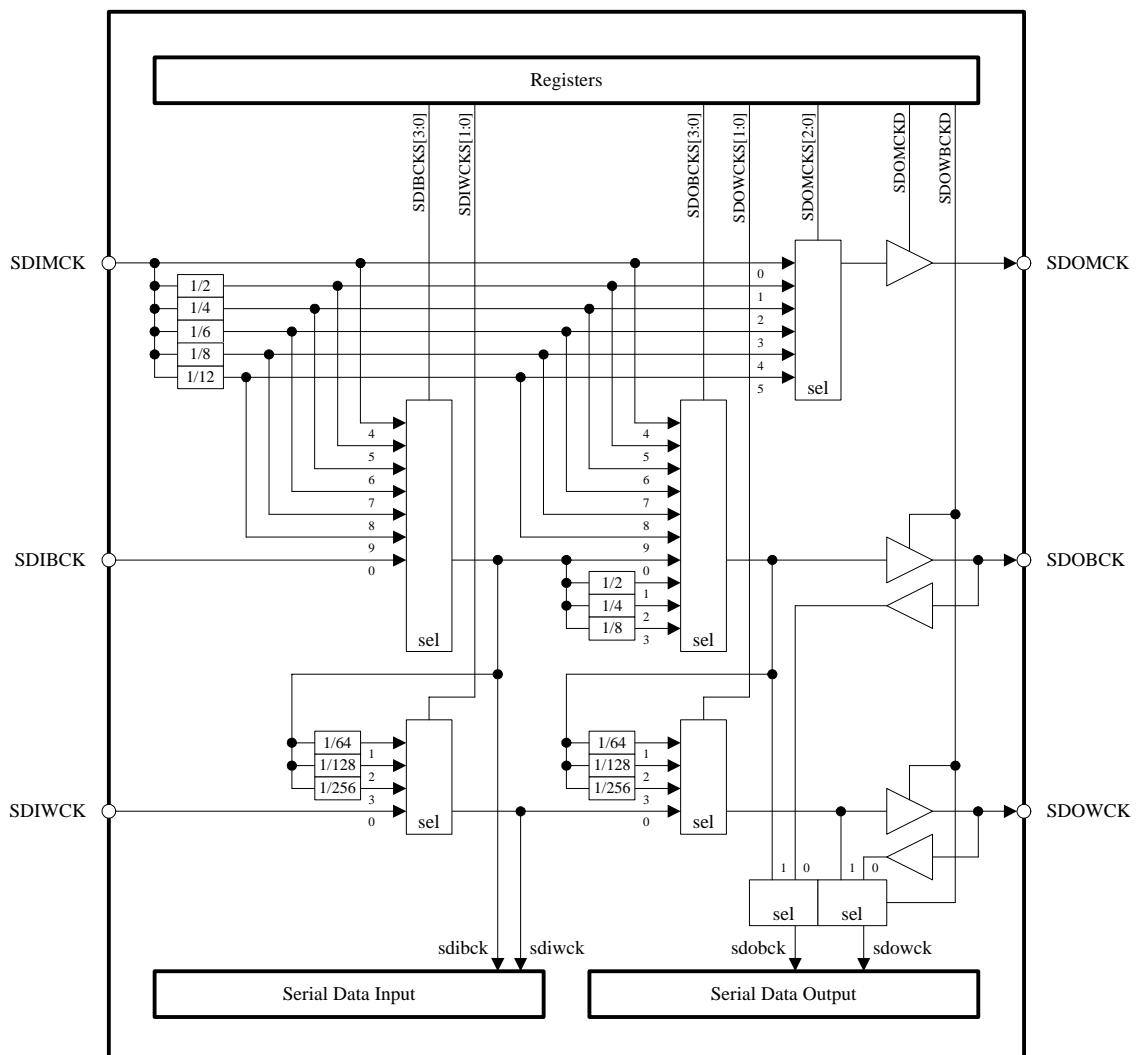 Registers
SDIBCKS[3:0]
SDIWCKS[1:0]
SDOBCKS[3:0]
SDOWCKS[1:0]
SDOMCKS[2:0]
SDOMCKD
SDOWBCKD
SDIMCK
SDOMCK
0
1/2
1
1/4
2
1/6
3
1/8
4
1/12
5
sel
4
4
5
5
6
6
7
7
8
8
9
9
SDIBCK
SDOBCK
0
0
1/2
1
1/4
2
1/8
3
sel
sel
1/64
1
1/64
1
1/128
2
1/128
2
1/256
3
1/256
3
SDIWCK
SDOWCK
0
sel
0
sel
1
0
1
0
sel
sel
sdibck
sdiwck
sdobck
sdowck
Serial Data Input
Serial Data Output